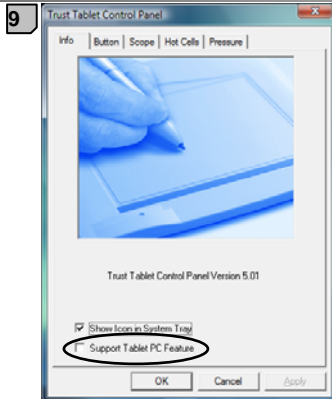 9
Trust Tablet Control Panel
Info Button Scope Hot Cells Pressure
Trust Tablet Control Panel Version 5.01
Show Icon in System Tray
Support Tablet PC Feature
OK Cancel Apply